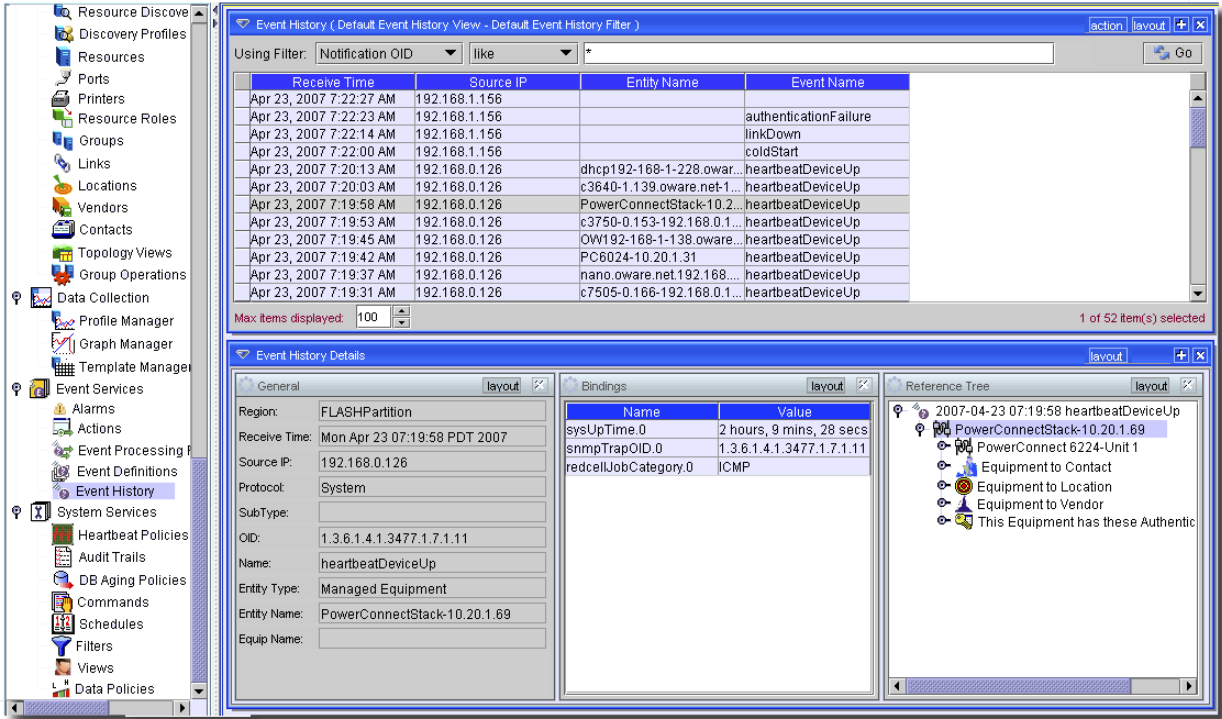 Resource Discove
Discovery Profiles
Resources
Ports
Printers
Resource Roles
Groups
Links
Locations
Vendors
Contacts
Topology Views
Group Operations
Data Collection
Profile Manager
Graph Manager
Template Manager
Event Services
Alarms
Actions
Event Processing
Event Definitions
Event History
System Services
Heartbeat Policies
Audit Trails
DB Aging Policies
Commands
Schedules
Filters
Views
Data Policies
Event History ( Default Event History View - Default Event History Filter ) action layout
Using Filter: Notification OID like * Go
Receive Time Source IP Entity Name Event Name
Apr 23, 2007 7:22:27 AM 192.168.1.156
Apr 23, 2007 7:22:23 AM 192.168.1.156 authenticationFailure
Apr 23, 2007 7:22:14 AM 192.168.1.156 linkDown
Apr 23, 2007 7:22:00 AM 192.168.1.156 coldStart
Apr 23, 2007 7:20:13 AM 192.168.0.126 dhcp192-168-1-228.owar... heartbeatDeviceUp
Apr 23, 2007 7:20:03 AM 192.168.0.126 c3640-1.139.oware.net-1... heartbeatDeviceUp
Apr 23, 2007 7:19:58 AM 192.168.0.126 PowerConnectStack-10.2... heartbeatDeviceUp
Apr 23, 2007 7:19:53 AM 192.168.0.126 c3750-0.153-192.168.0.1... heartbeatDeviceUp
Apr 23, 2007 7:19:45 AM 192.168.0.126 OW192-168-1-138.oware... heartbeatDeviceUp
Apr 23, 2007 7:19:42 AM 192.168.0.126 PC6024-10.20.1.31 heartbeatDeviceUp
Apr 23, 2007 7:19:37 AM 192.168.0.126 nano.oware.net.192.168.... heartbeatDeviceUp
Apr 23, 2007 7:19:31 AM 192.168.0.126 c7505-0.166-192.168.0.1... heartbeatDeviceUp
Max items displayed: 100 1 of 52 item(s) selected
Event History Details layout
General layout
Region: FLASHPartition
Receive Time: Mon Apr 23 07:19:58 PDT 2007
Source IP: 192.168.0.126
Protocol: System
SubType:
OID: 1.3.6.1.4.1.3477.1.7.1.11
Name: heartbeatDeviceUp
Entity Type: Managed Equipment
Entity Name: PowerConnectStack-10.20.1.69
Equip Name:
Bindings layout
Name Value
sysUpTime.0 2 hours, 9 mins, 28 secs
snmpTrapOID.0 1.3.6.1.4.1.3477.1.7.1.11
redcellJobCategory.0 ICMP
Reference Tree layout
2007-04-23 07:19:58 heartbeatDeviceUp
PowerConnectStack-10.20.1.69
PowerConnect 6224-Unit 1
Equipment to Contact
Equipment to Location
Equipment to Vendor
This Equipment has these Authentic